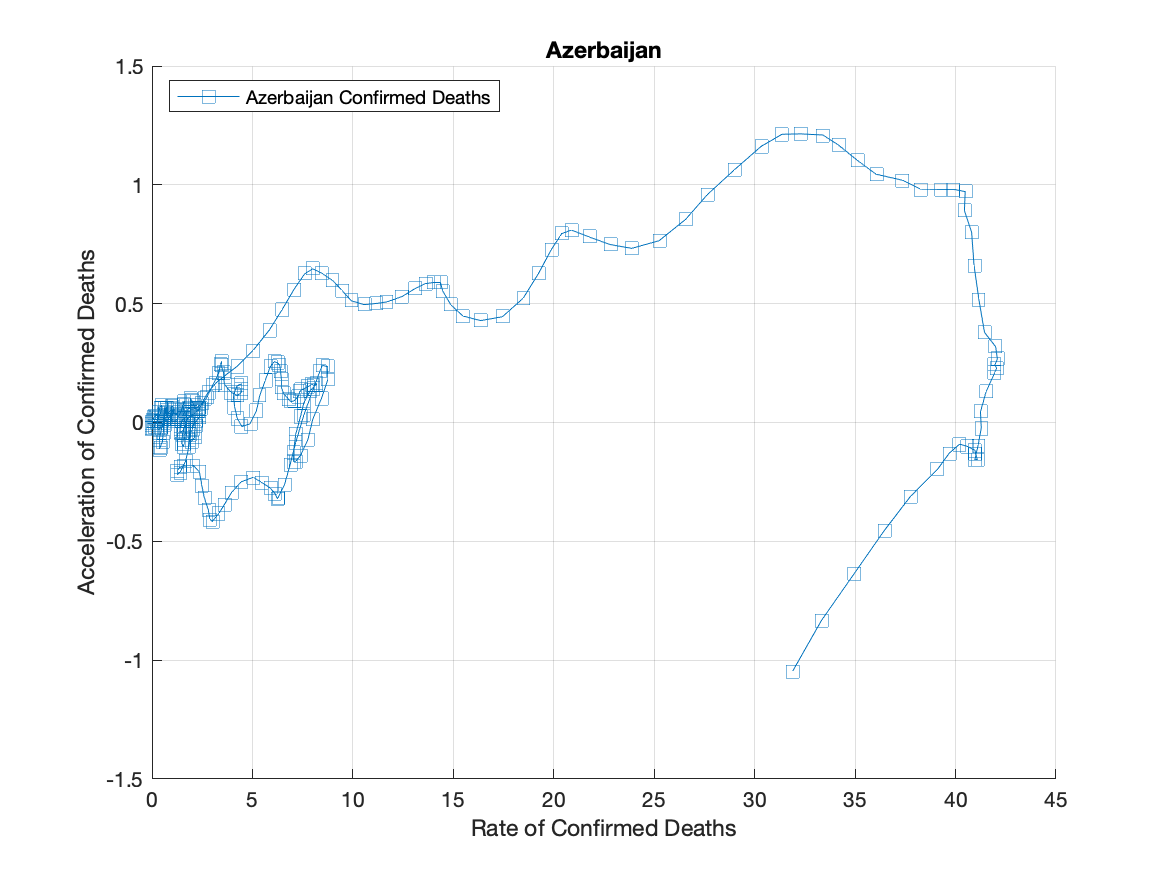 Azerbaijan
Azerbaijan Confirmed Deaths
1.5
1
0.5
0
-0.5
-1
-1.5
Acceleration of Confirmed Deaths
0 5 10 15 20 25 30 35 40 45
Rate of Confirmed Deaths